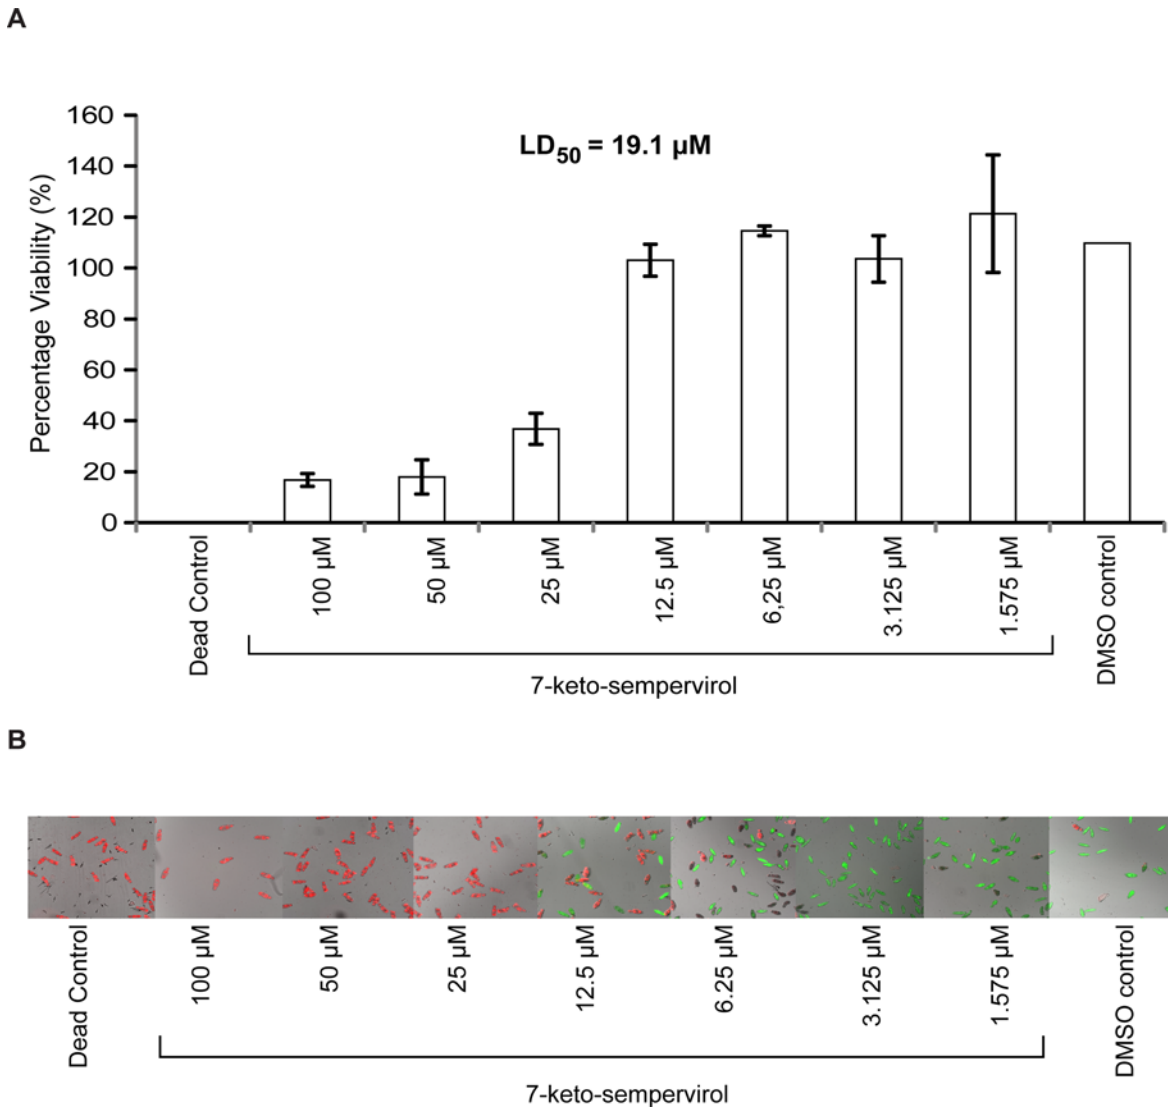 A
LD50 = 19.1 µM
Percentage Viability (%)
160
140
120
100
80
60
40
20
0
Dead Control
100 µM
50 µM
25 µM
12.5 µM
6,25 µM
3.125 µM
1.575 µM
DMSO control
7-keto-sempervirol
B
Dead Control
100 µM
50 µM
25 µM
12.5 µM
6.25 µM
3.125 µM
1.575 µM
DMSO control
7-keto-sempervirol